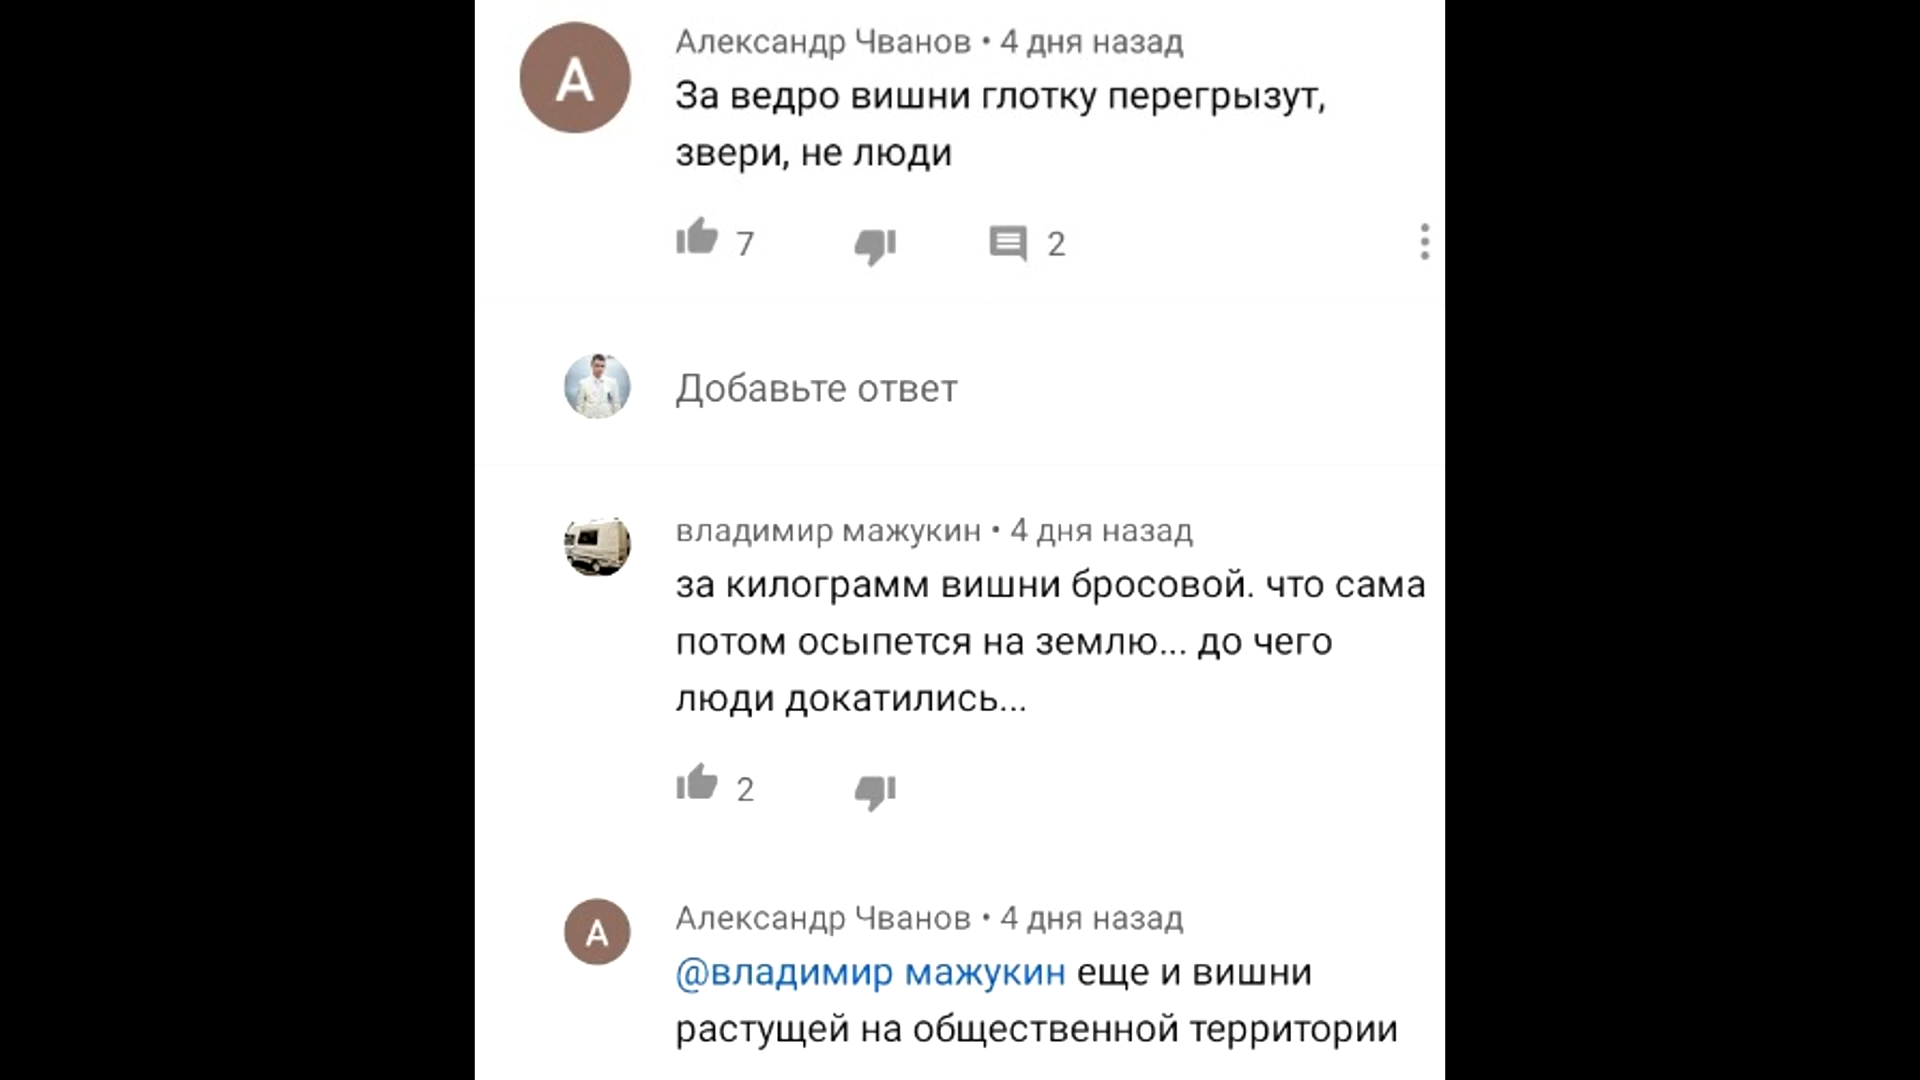 А
Александр Чванов • 4 дня назад
За ведро вишни глотку перегрызут,
звери, не люди
7 2
Добавьте ответ
владимир мажукин • 4 дня назад
за килограмм вишни бросовой. что сама
потом осыпется на землю... до чего
люди докатились...
2
А
Александр Чванов • 4 дня назад
@владимир мажукин еще и вишни
растущей на общественной территории